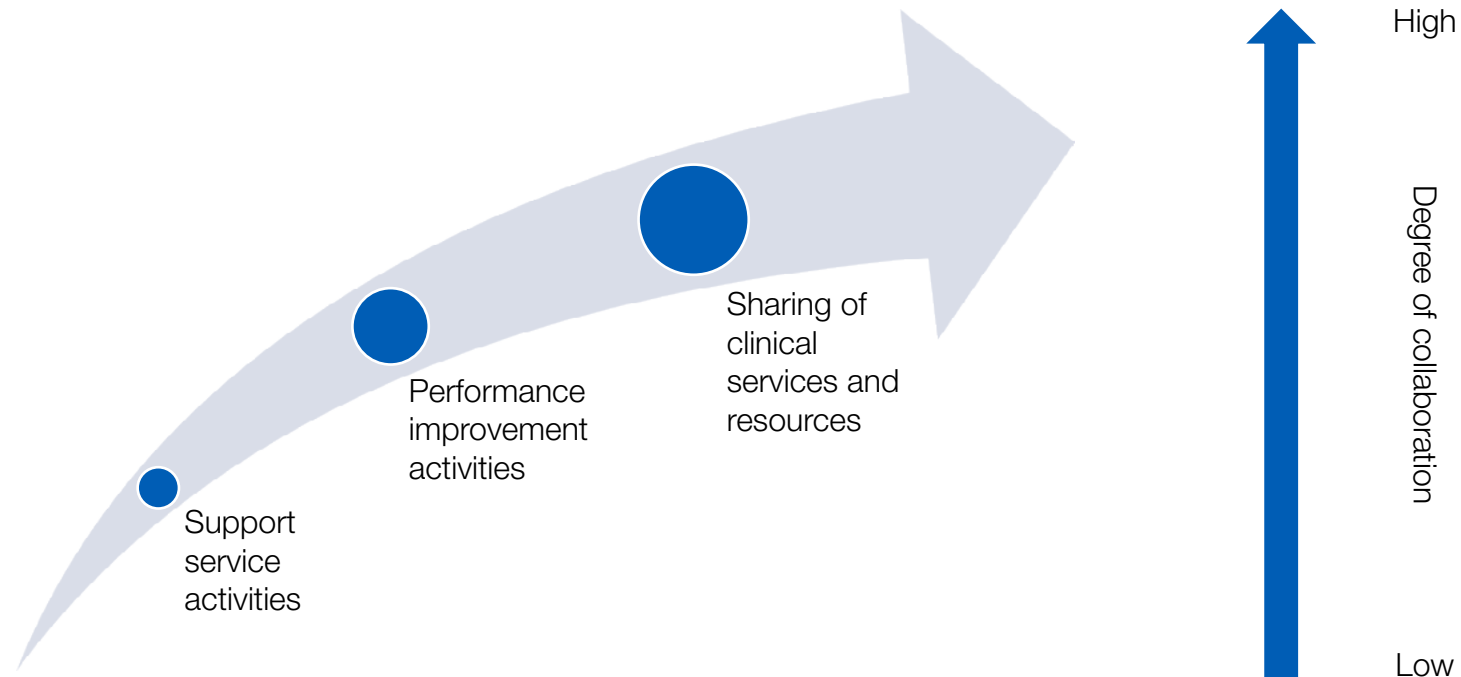 High
Sharing of
clinical
services and
resources
Performance
improvement
activities
Support
service
activities
Degree of collaboration
Low